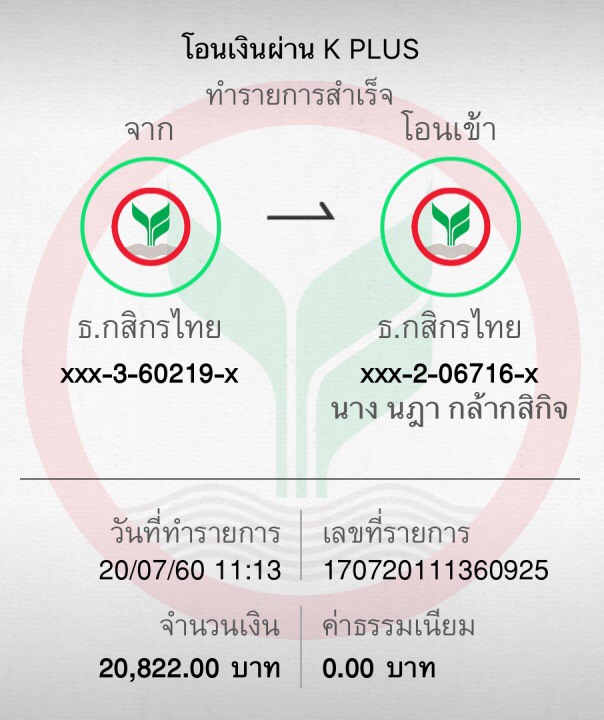 โอนเงินผ่าน K PLUS
ทำรายการสำเร็จ
จาก
โอนเข้า
ธ.กสิกรไทย
ธ.กสิกรไทย
xxx-3-60219-x
xxx-2-06716-x
นาง นฎา กล้ากสิกิจ
วันที่ทำรายการ
เลขที่รายการ
20/07/60 11:13
170720111360925
จำนวนเงิน
ค่าธรรมเนียม
20,822.00 บาท
0.00 บาท